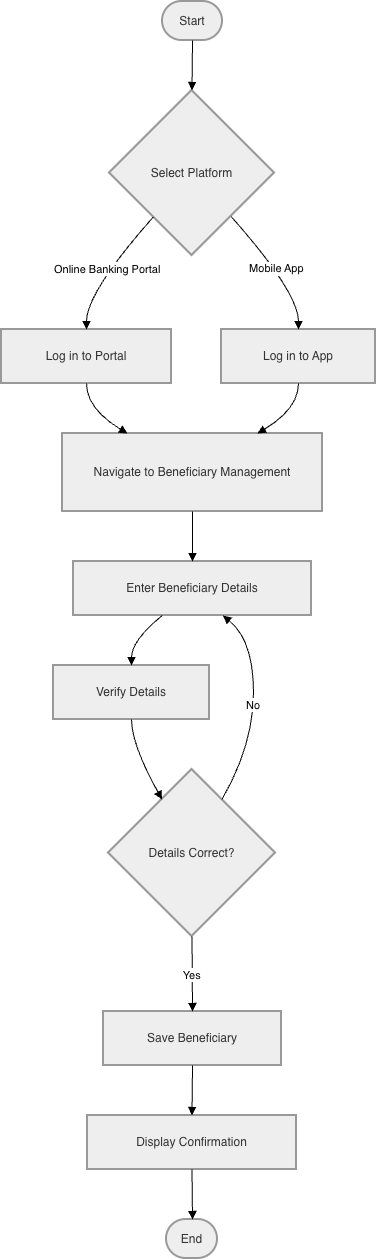 Start
Select Platform
Online Banking Portal
Mobile App
Log in to Portal
Log in to App
Navigate to Beneficiary Management
Enter Beneficiary Details
Verify Details
No
Details Correct?
Yes
Save Beneficiary
Display Confirmation
End